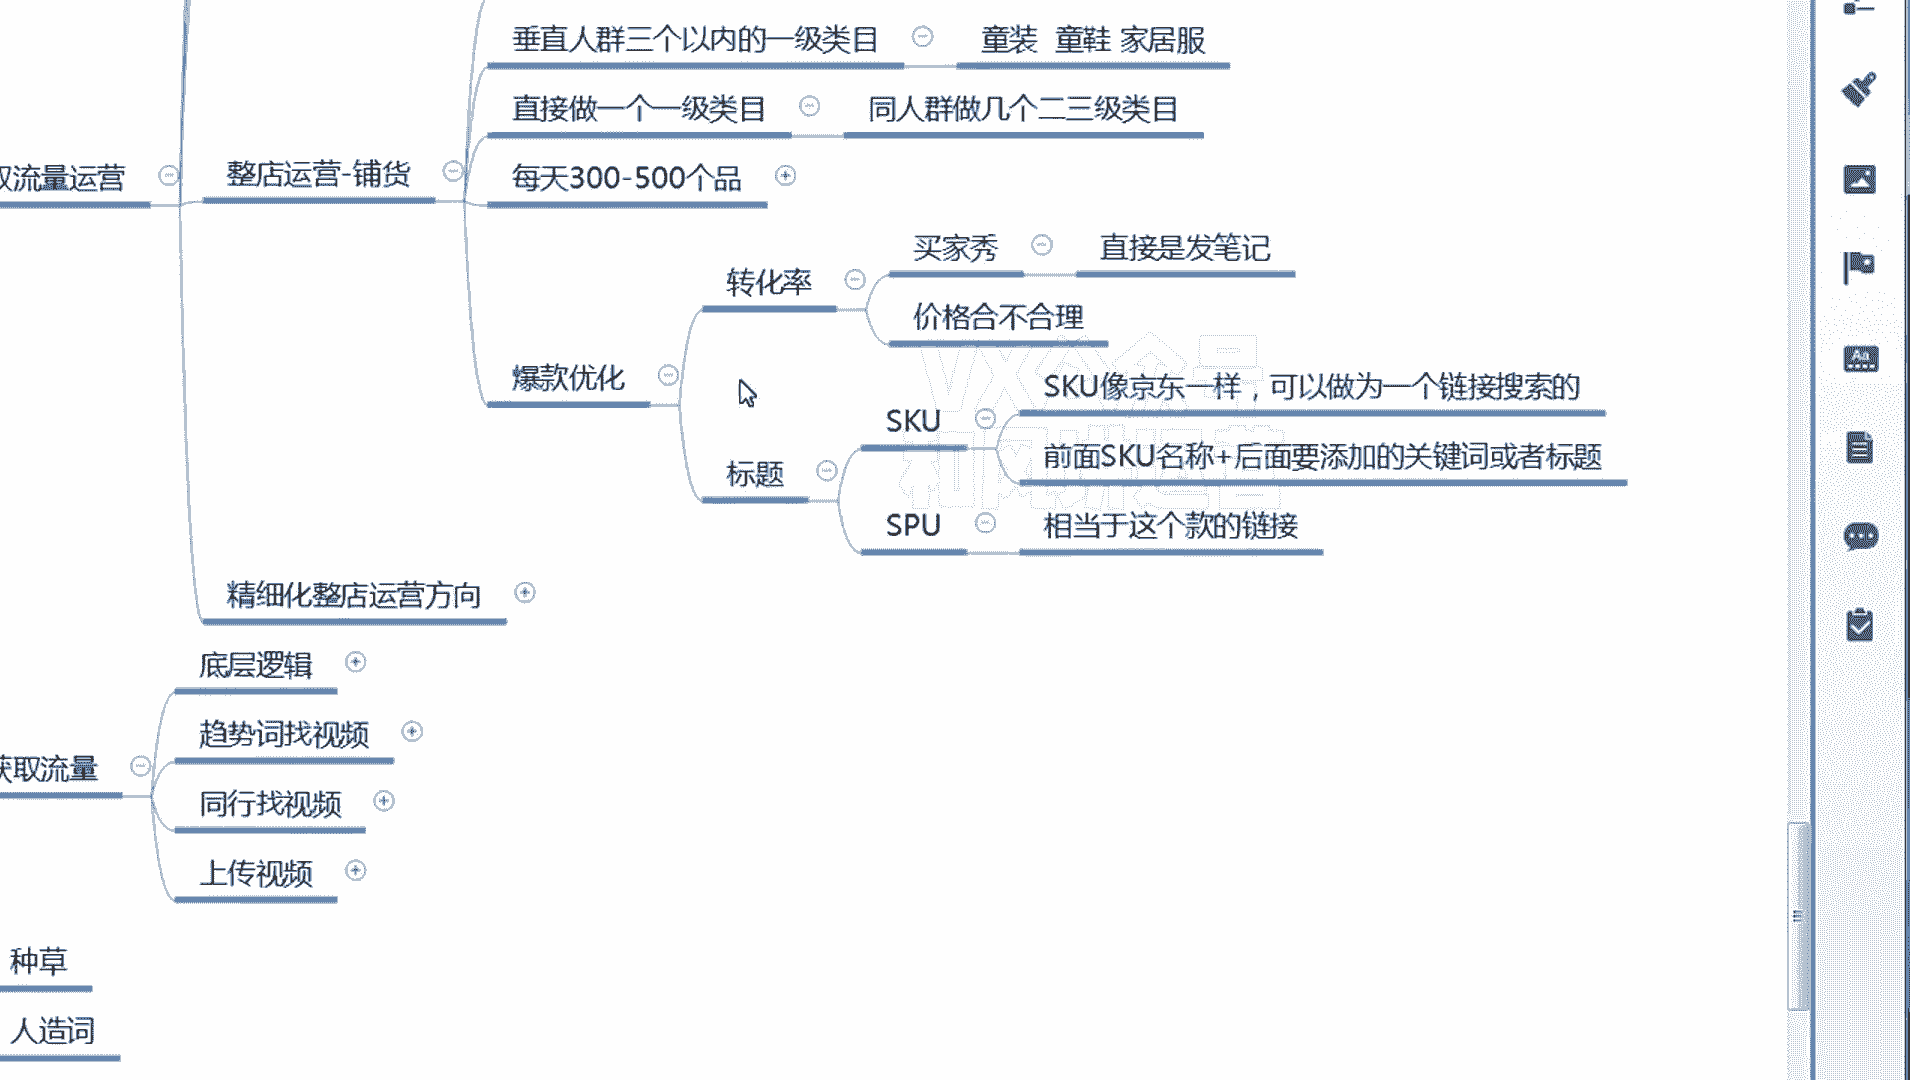 垂直人群三个以内的一级类目
童装 童鞋 家居服
直接做一个一级类目
同人群做几个二三级类目
取流量运营
整店运营-铺货
每天300-500个品
买家秀
直接是发笔记
转化率
价格合不合理
爆款优化
SKU像京东一样，可以做为一个链接搜索的
SKU
前面SKU名称+后面要添加的关键词或者标题
标题
SPU
相当于这个款的链接
精细化整店运营方向
底层逻辑
趋势词找视频
获取流量
同行找视频
上传视频
种草
人造词
VX公众号
Aa